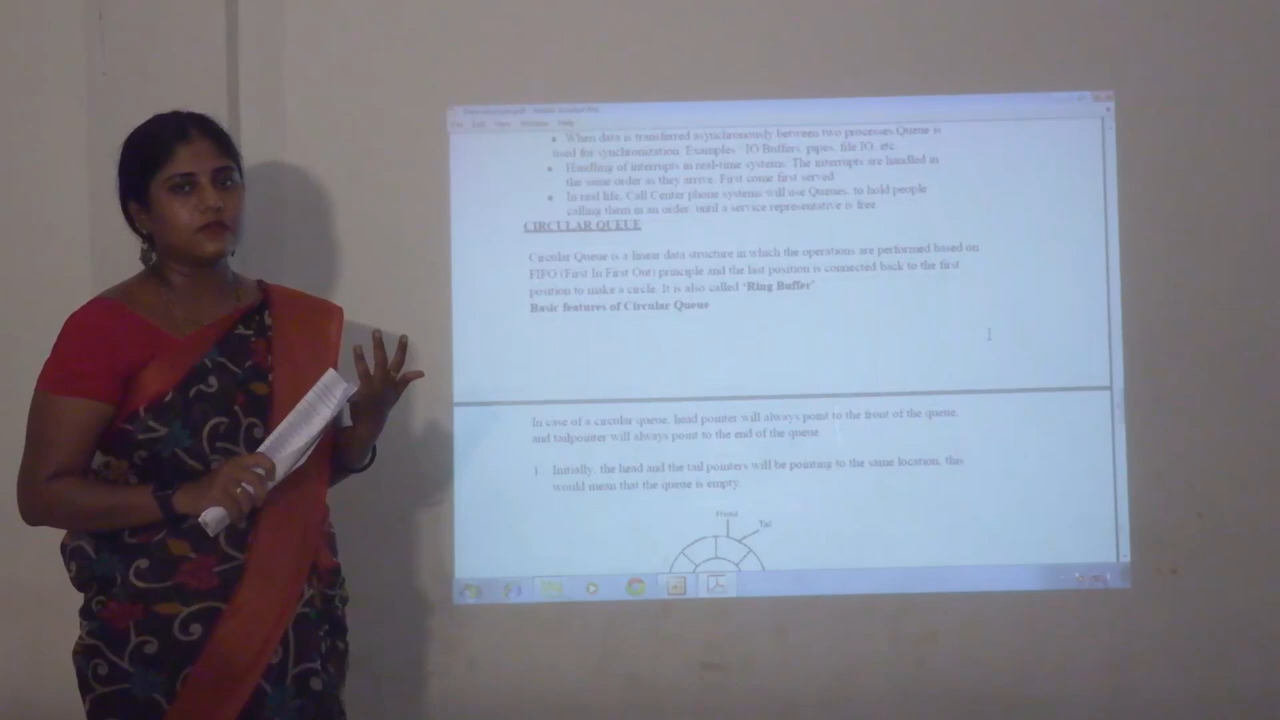 File Edit View Window Help
When data is transferred asynchronously between two processes Queue is
used for synchronization. Examples : IO Buffers, pipes, file IO, etc.
Handling of interrupts in real-time systems. The interrupts are handled in
the same order as they arrive. First come first served
In real life, Call Center phone systems will use Queues, to hold people
calling them in an order, until a service representative is free.
CIRCULAR QUEUE
Circular Queue is a linear data structure in which the operations are performed based on
FIFO (First In First Out) principle and the last position is connected back to the first
position to make a circle. It is also called ‘Ring Buffer’
Basic features of Circular Queue
In case of a circular queue, head pointer will always point to the front of the queue,
and tailpointer will always point to the end of the queue.
1. Initially, the head and the tail pointers will be pointing to the same location, this
would mean that the queue is empty.
Head
Tail